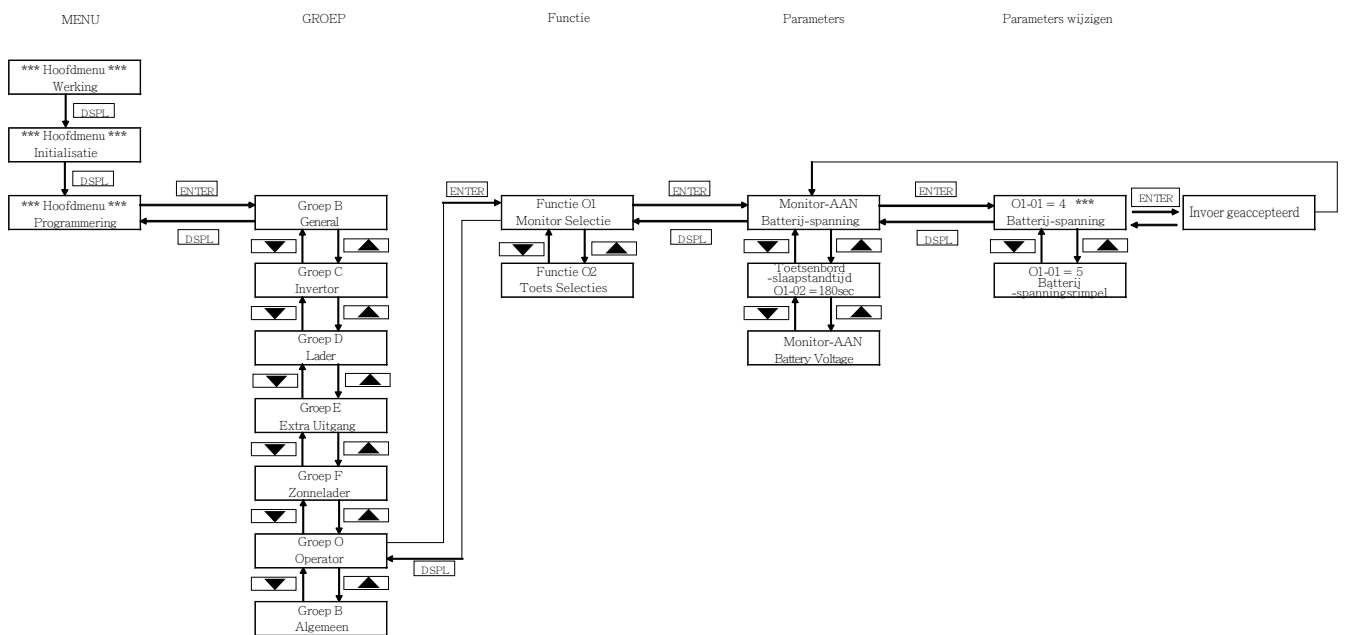 MENU
GROEP
Functie
Parameters
Parameters wijzigen
*** Hoofdmenu ***
Werking
DSPL
*** Hoofdmenu ***
Initialisatie
DSPL
*** Hoofdmenu ***
Programmering
ENTER
DSPL
Groep B
General
Groep C
Invertor
Groep D
Lader
Groep E
Extra Uitgang
Groep F
Zonnelader
Groep O
Operator
Groep B
Algemeen
ENTER
DSPL
Functie O1
Monitor Selectie
Functie O2
Toets Selecties
ENTER
DSPL
Monitor-AAN
Batterij-spanning
Toetsenbord
-slaapstandtijd
O1-02 = 180sec
Monitor-AAN
Battery Voltage
ENTER
DSPL
O1-01 = 4 ***
Batterij-spanning
O1-01 = 5
Batterij
-spanningsrimpel
ENTER
Invoer geaccepteerd